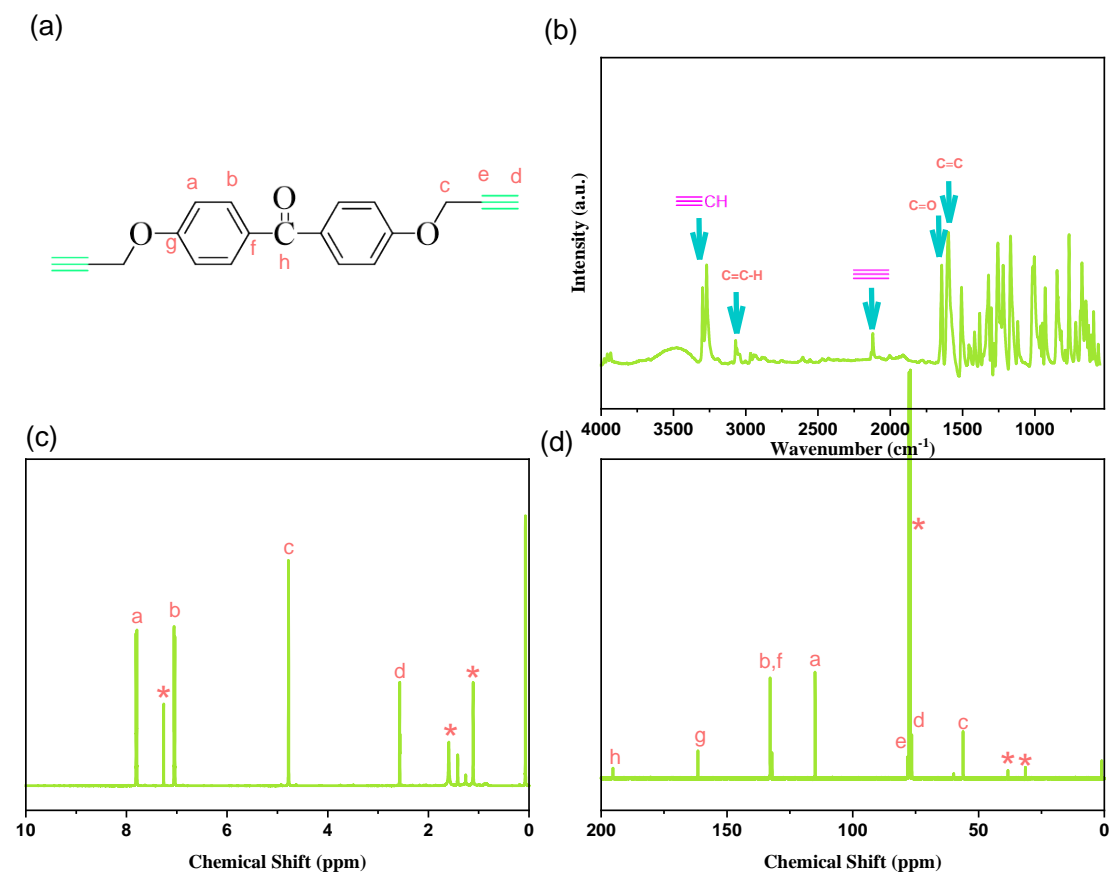 (a)
a b O c e d
O g f C h O
(b)
Intensity (a.u.)
CH
C=C-H
C=O
C=C
4000 3500 3000 2500 2000 1500 1000
Wavenumber (cm-1)
(c)
a * b c d * *
10 8 6 4 2 0
Chemical Shift (ppm)
(d)
h g b,f a e * d c * *
200 150 100 50 0
Chemical Shift (ppm)